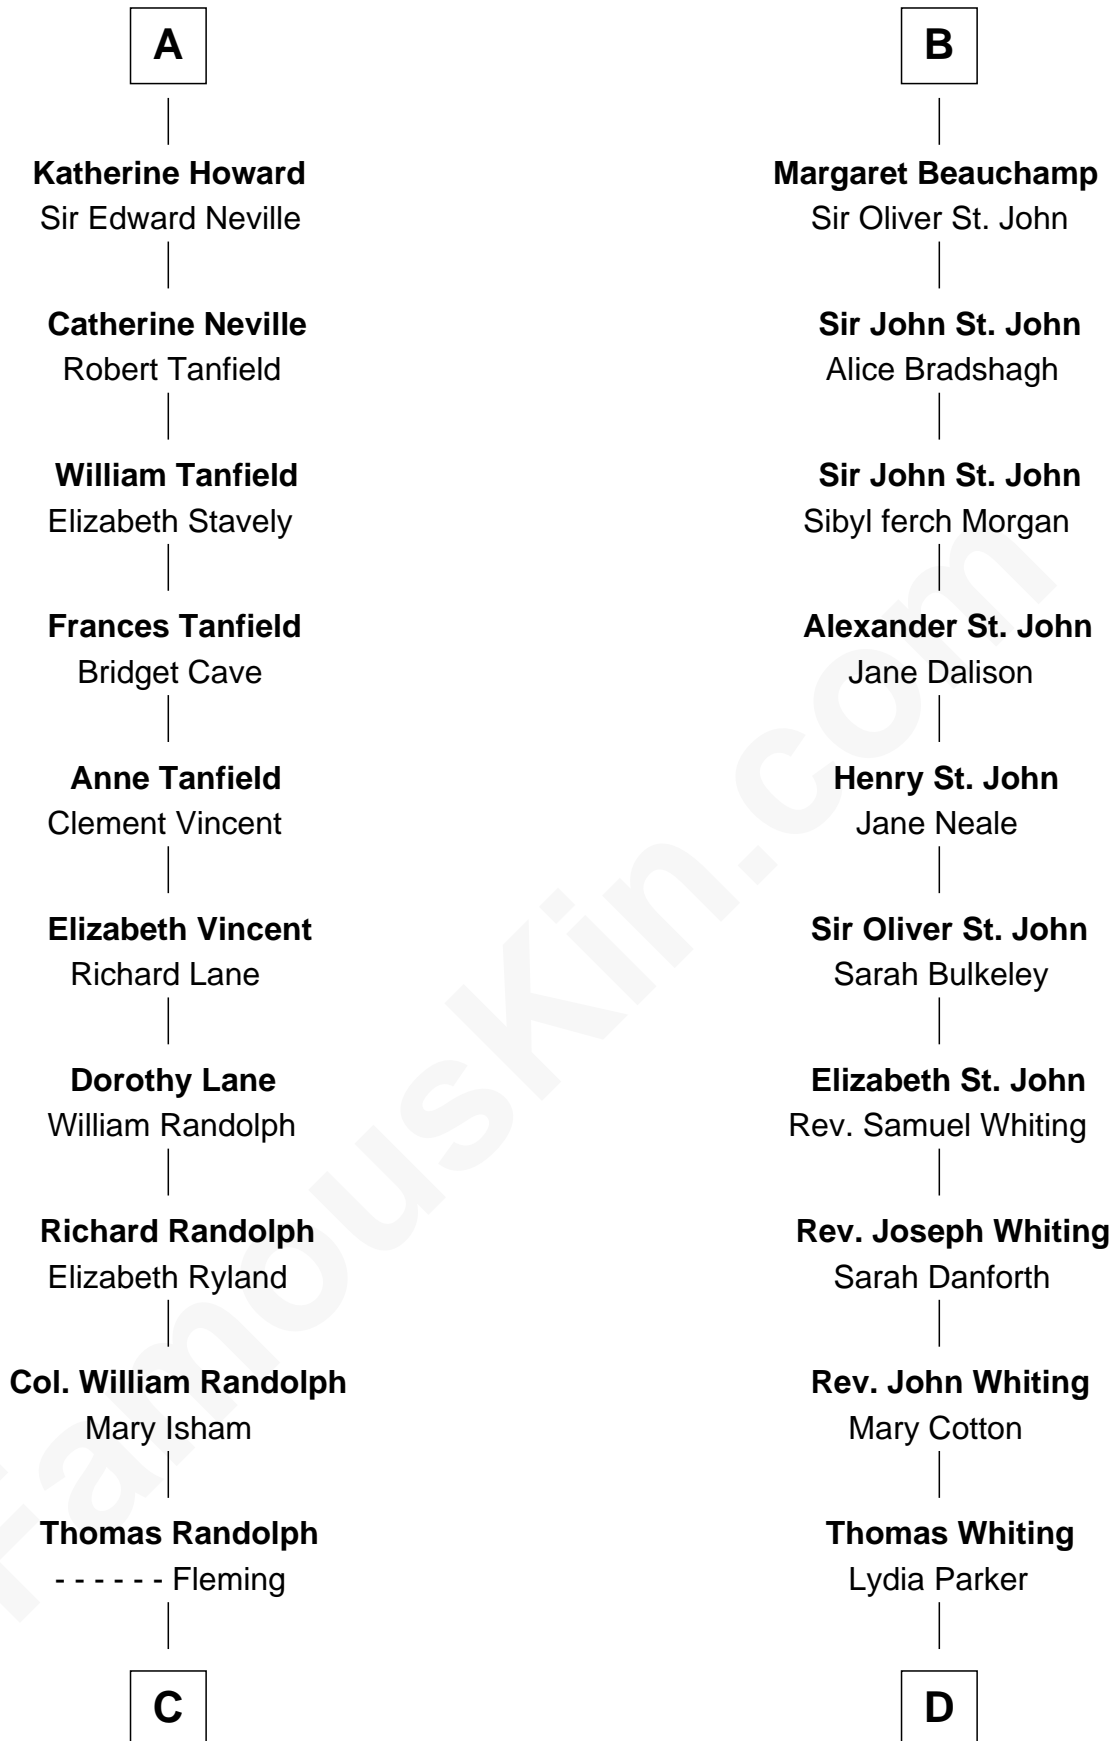 A
Katherine Howard
Sir Edward Neville
Catherine Neville
Robert Tanfield
William Tanfield
Elizabeth Stavely
Frances Tanfield
Bridget Cave
Anne Tanfield
Clement Vincent
Elizabeth Vincent
Richard Lane
Dorothy Lane
William Randolph
Richard Randolph
Elizabeth Ryland
Col. William Randolph
Mary Isham
Thomas Randolph
- - - - - - Fleming
C
B
Margaret Beauchamp
Sir Oliver St. John
Sir John St. John
Alice Bradshagh
Sir John St. John
Sibyl ferch Morgan
Alexander St. John
Jane Dalison
Henry St. John
Jane Neale
Sir Oliver St. John
Sarah Bulkeley
Elizabeth St. John
Rev. Samuel Whiting
Rev. Joseph Whiting
Sarah Danforth
Rev. John Whiting
Mary Cotton
Thomas Whiting
Lydia Parker
D
FamousKin.com